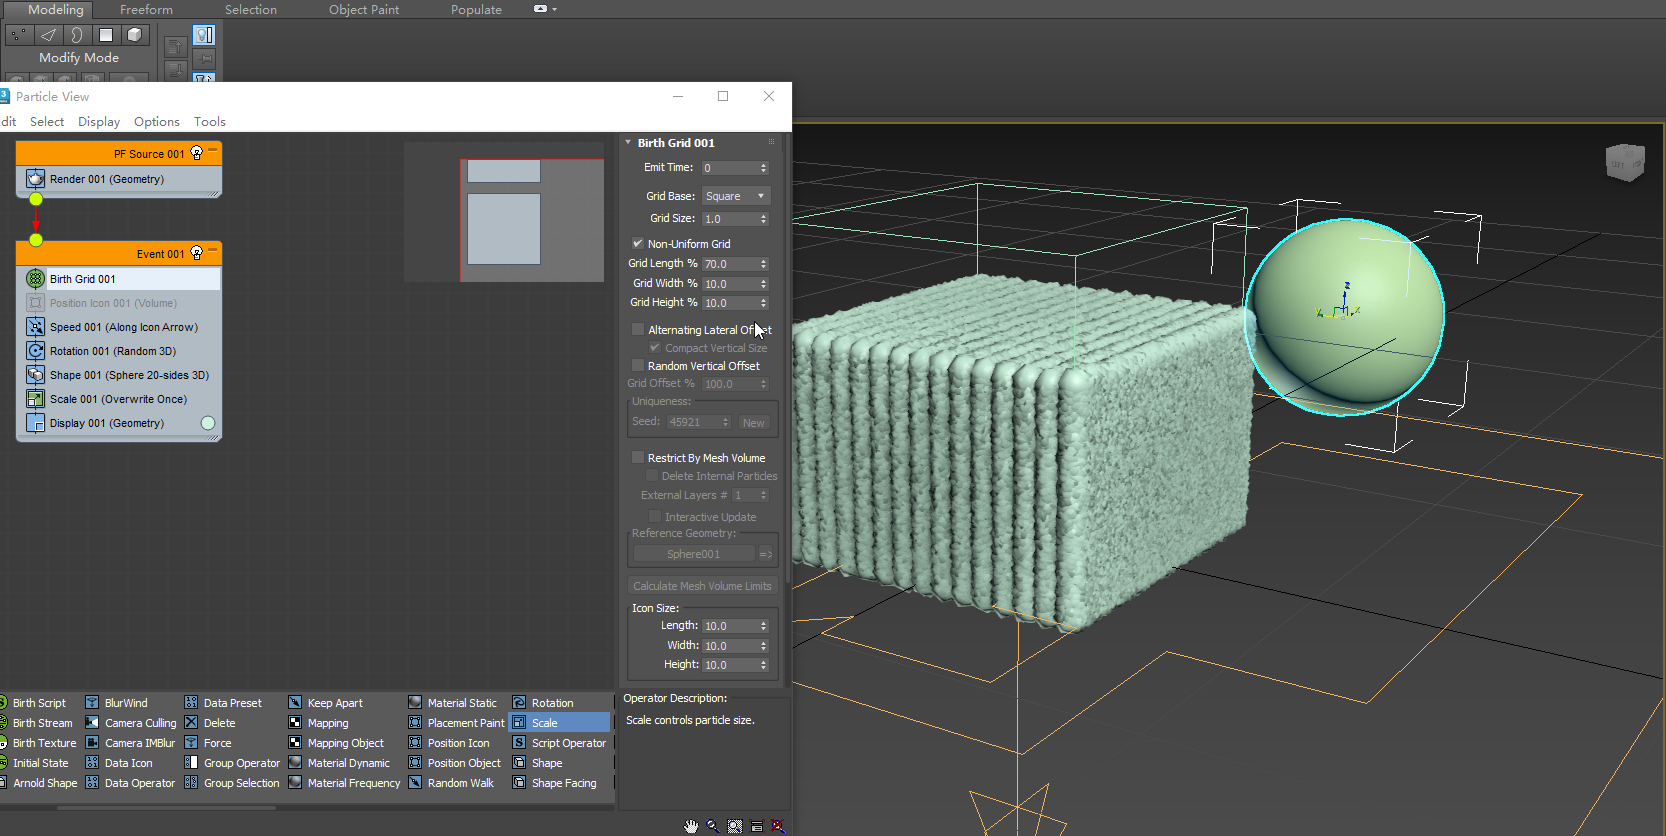 Modeling Freeform Selection Object Paint Populate
Modify Mode
3 Particle View
dit Select Display Options Tools
PF Source 001
Render 001 (Geometry)
Event 001
Birth Grid 001
Position Icon 001 (Volume)
Speed 001 (Along Icon Arrow)
Rotation 001 (Random 3D)
Shape 001 (Sphere 20-sides 3D)
Scale 001 (Overwrite Once)
Display 001 (Geometry)
Birth Grid 001
Emit Time: 0
Grid Base: Square
Grid Size: 1.0
Non-Uniform Grid
Grid Length % 70.0
Grid Width % 10.0
Grid Height % 10.0
Alternating Lateral Offset
Compact Vertical Size
Random Vertical Offset
Grid Offset % 100.0
Uniqueness:
Seed: 45921 New
Restrict By Mesh Volume
Delete Internal Particles
External Layers # 1
Interactive Update
Reference Geometry:
Sphere001 =>
Calculate Mesh Volume Limits
Icon Size:
Length: 10.0
Width: 10.0
Height: 10.0
Operator Description:
Scale controls particle size.
Birth Script BlurWind Data Preset Keep Apart Material Static Rotation
Birth Stream Camera Culling Delete Mapping Placement Paint Scale
Birth Texture Camera IMBlur Force Mapping Object Position Icon Script Operator
Initial State Data Icon Group Operator Material Dynamic Position Object Shape
Arnold Shape Data Operator Group Selection Material Frequency Random Walk Shape Facing
z
y x